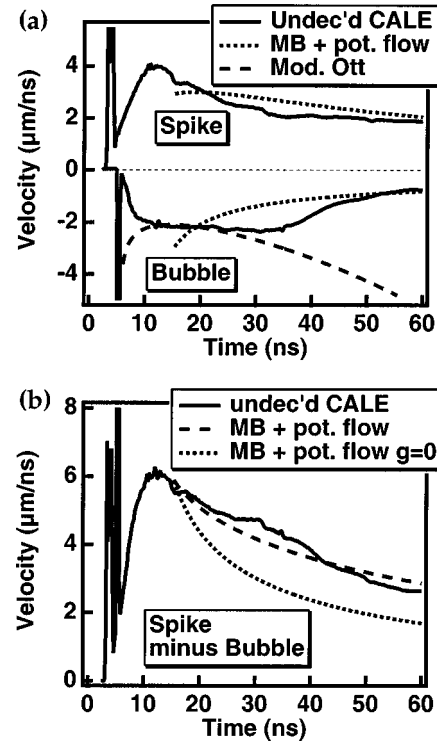 (a)
Undec'd CALE
MB + pot. flow
Mod. Ott
Velocity (µm/ns)
4
2
0
-2
-4
Spike
Bubble
0 10 20 30 40 50 60
Time (ns)
(b)
undec'd CALE
MB + pot. flow
MB + pot. flow g=0
Velocity (µm/ns)
8
6
4
2
0
Spike
minus Bubble
0 10 20 30 40 50 60
Time (ns)